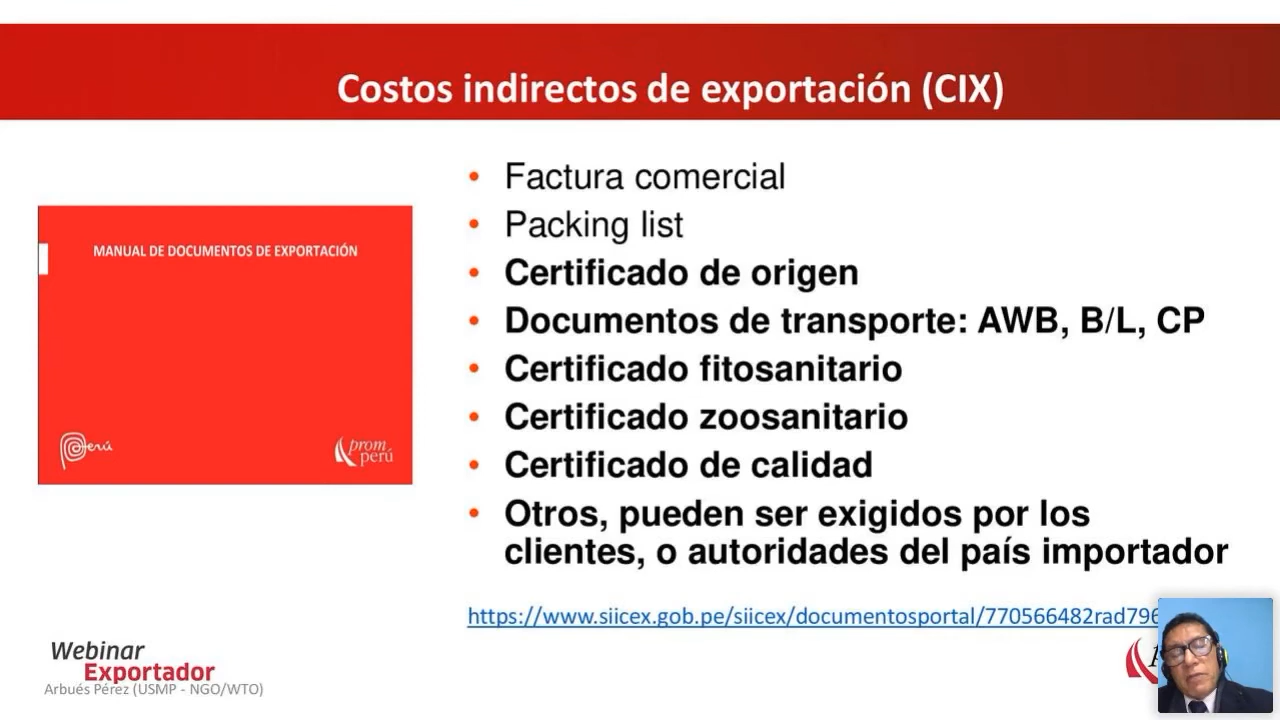 Costos indirectos de exportación (CIX)
MANUAL DE DOCUMENTOS DE EXPORTACIÓN
Perú
prom
perú
• Factura comercial
• Packing list
• Certificado de origen
• Documentos de transporte: AWB, B/L, CP
• Certificado fitosanitario
• Certificado zoosanitario
• Certificado de calidad
• Otros, pueden ser exigidos por los
clientes, o autoridades del país importador
https://www.siicex.gob.pe/siicex/documentosportal/770566482rad796
Webinar
Exportador
Arbués Pérez (USMP - NGO/WTO)